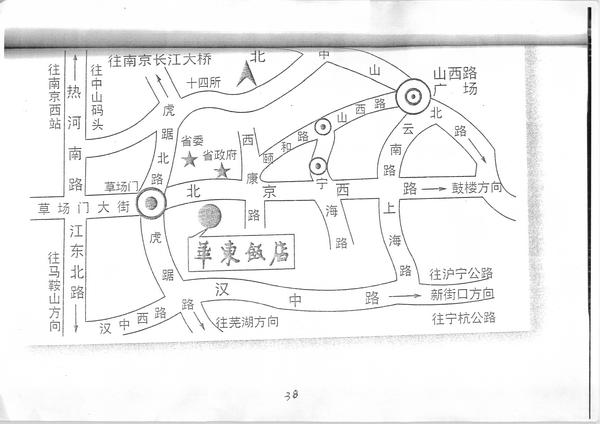 往南京长江大桥
北
中
山
北
路
山西路
广场
往南京西站
热河南路
往中山码头
十四所
虎踞北路
省委
省政府
西康路
颐和路
山西路
云南路
草场门
草场门大街
北京西路
鼓楼方向
宁海路
上海路
江东北路
往马鞍山方向
虎踞路
華東飯店
汉中路
往沪宁公路
新街口方向
汉中西路
往芜湖方向
往宁杭公路
38